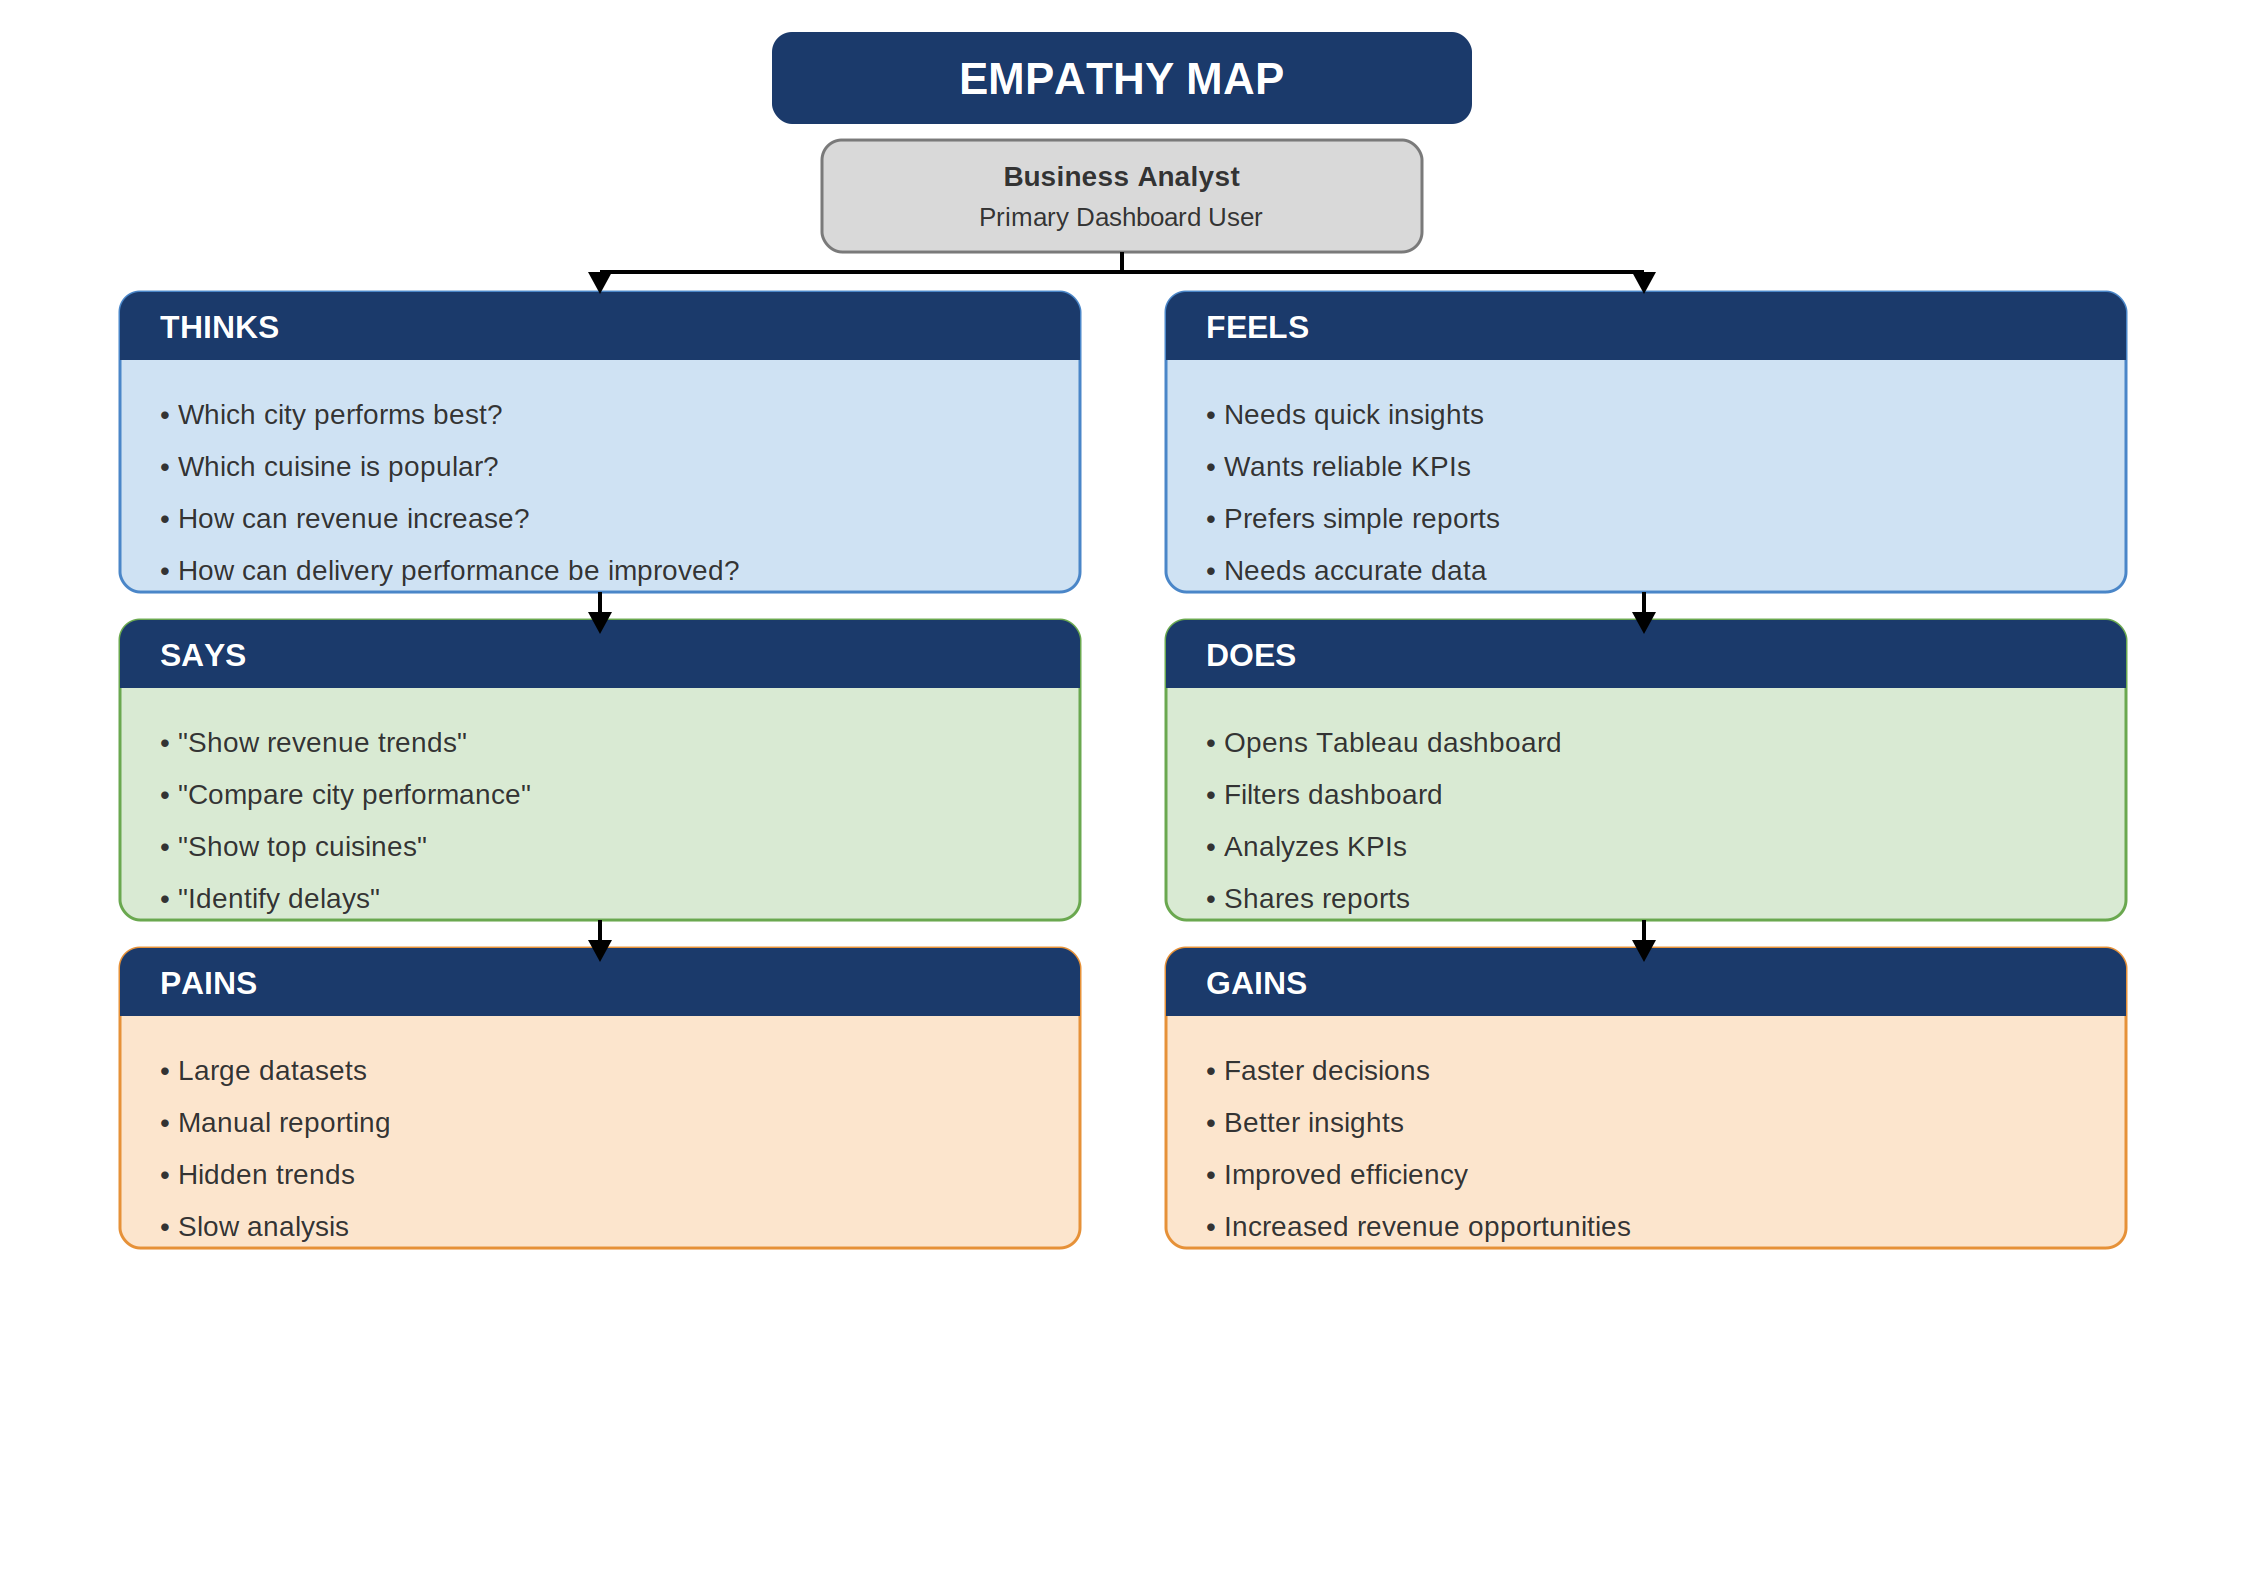 EMPATHY MAP
Business Analyst
Primary Dashboard User
THINKS
• Which city performs best?
• Which cuisine is popular?
• How can revenue increase?
• How can delivery performance be improved?
FEELS
• Needs quick insights
• Wants reliable KPIs
• Prefers simple reports
• Needs accurate data
SAYS
• "Show revenue trends"
• "Compare city performance"
• "Show top cuisines"
• "Identify delays"
DOES
• Opens Tableau dashboard
• Filters dashboard
• Analyzes KPIs
• Shares reports
PAINS
• Large datasets
• Manual reporting
• Hidden trends
• Slow analysis
GAINS
• Faster decisions
• Better insights
• Improved efficiency
• Increased revenue opportunities